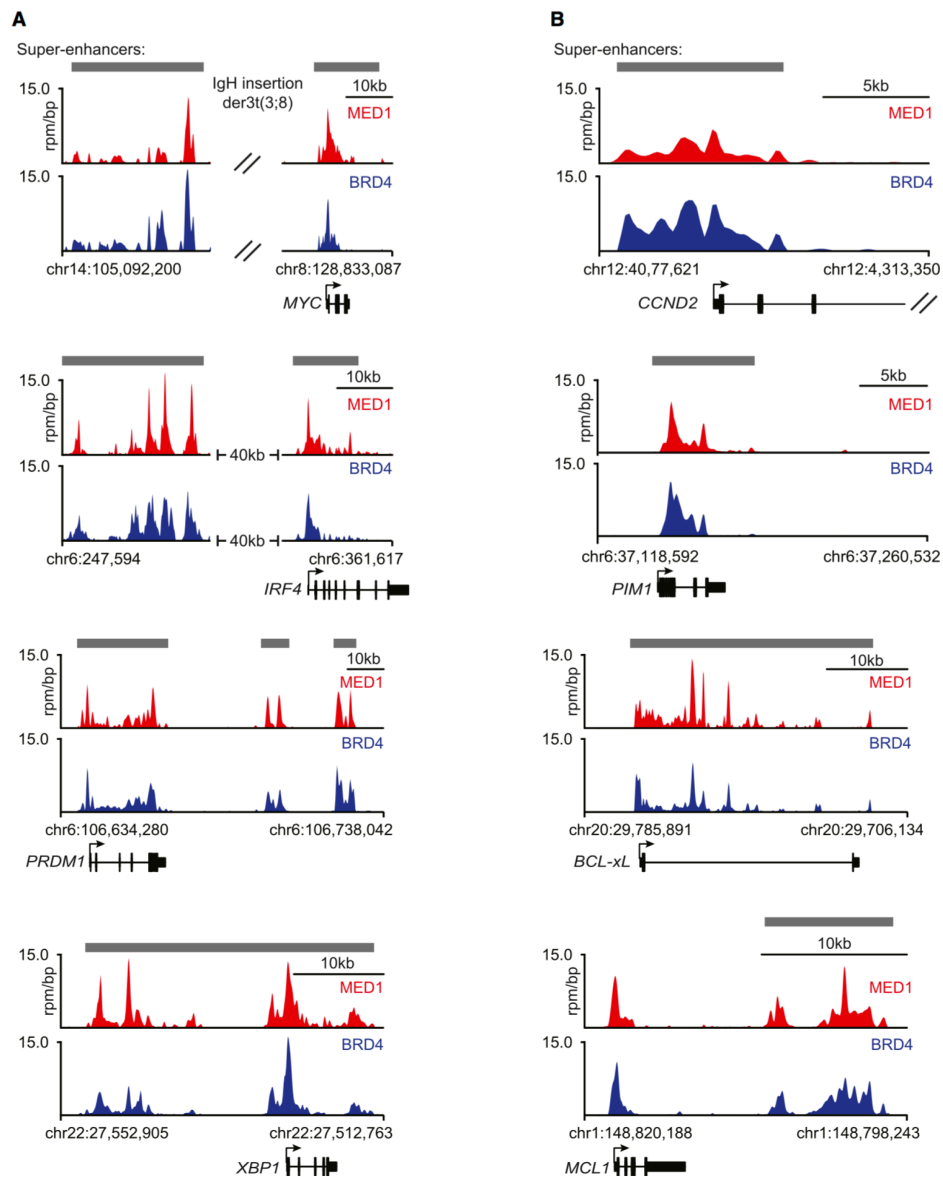 A
Super-enhancers:
IgH insertion
der3t(3;8)
10kb
15.0
rpm/bp
MED1
15.0
BRD4
chr14:105,092,200
chr8:128,833,087
MYC
15.0
rpm/bp
10kb
MED1
40kb
15.0
BRD4
40kb
chr6:247,594
chr6:361,617
IRF4
15.0
rpm/bp
10kb
MED1
15.0
BRD4
chr6:106,634,280
chr6:106,738,042
PRDM1
15.0
rpm/bp
10kb
MED1
15.0
BRD4
chr22:27,552,905
chr22:27,512,763
XBP1
B
Super-enhancers:
15.0
rpm/bp
5kb
MED1
15.0
BRD4
chr12:40,77,621
chr12:4,313,350
CCND2
15.0
rpm/bp
5kb
MED1
15.0
BRD4
chr6:37,118,592
chr6:37,260,532
PIM1
15.0
rpm/bp
10kb
MED1
15.0
BRD4
chr20:29,785,891
chr20:29,706,134
BCL-xL
15.0
rpm/bp
10kb
MED1
15.0
BRD4
chr1:148,820,188
chr1:148,798,243
MCL1